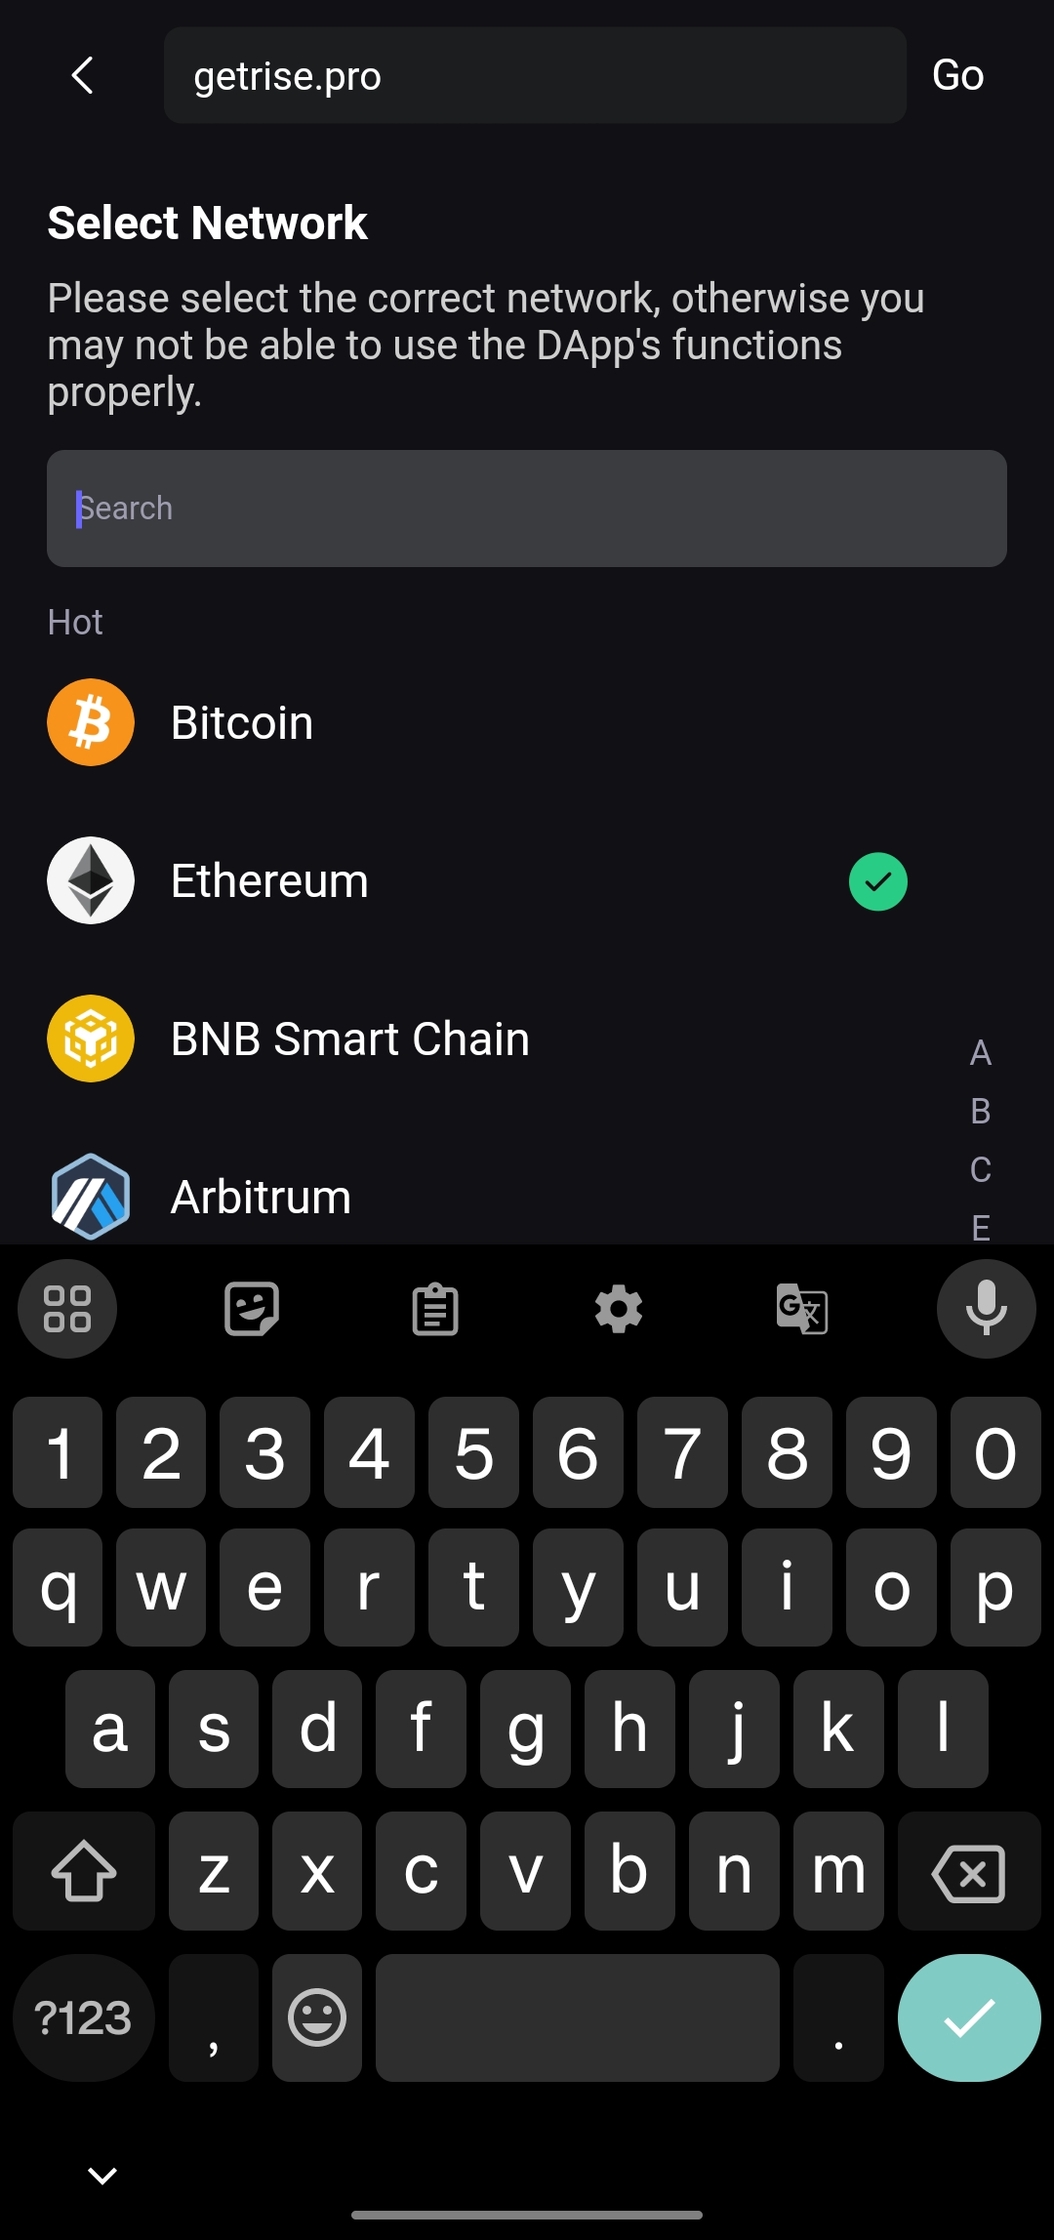 getrise.pro
Go
Select Network
Please select the correct network, otherwise you
may not be able to use the DApp's functions
properly.
Search
Hot
Bitcoin
Ethereum
BNB Smart Chain
Arbitrum
A
B
C
E
1 2 3 4 5 6 7 8 9 0
q w e r t y u i o p
a s d f g h j k l
z x c v b n m
?123 , .